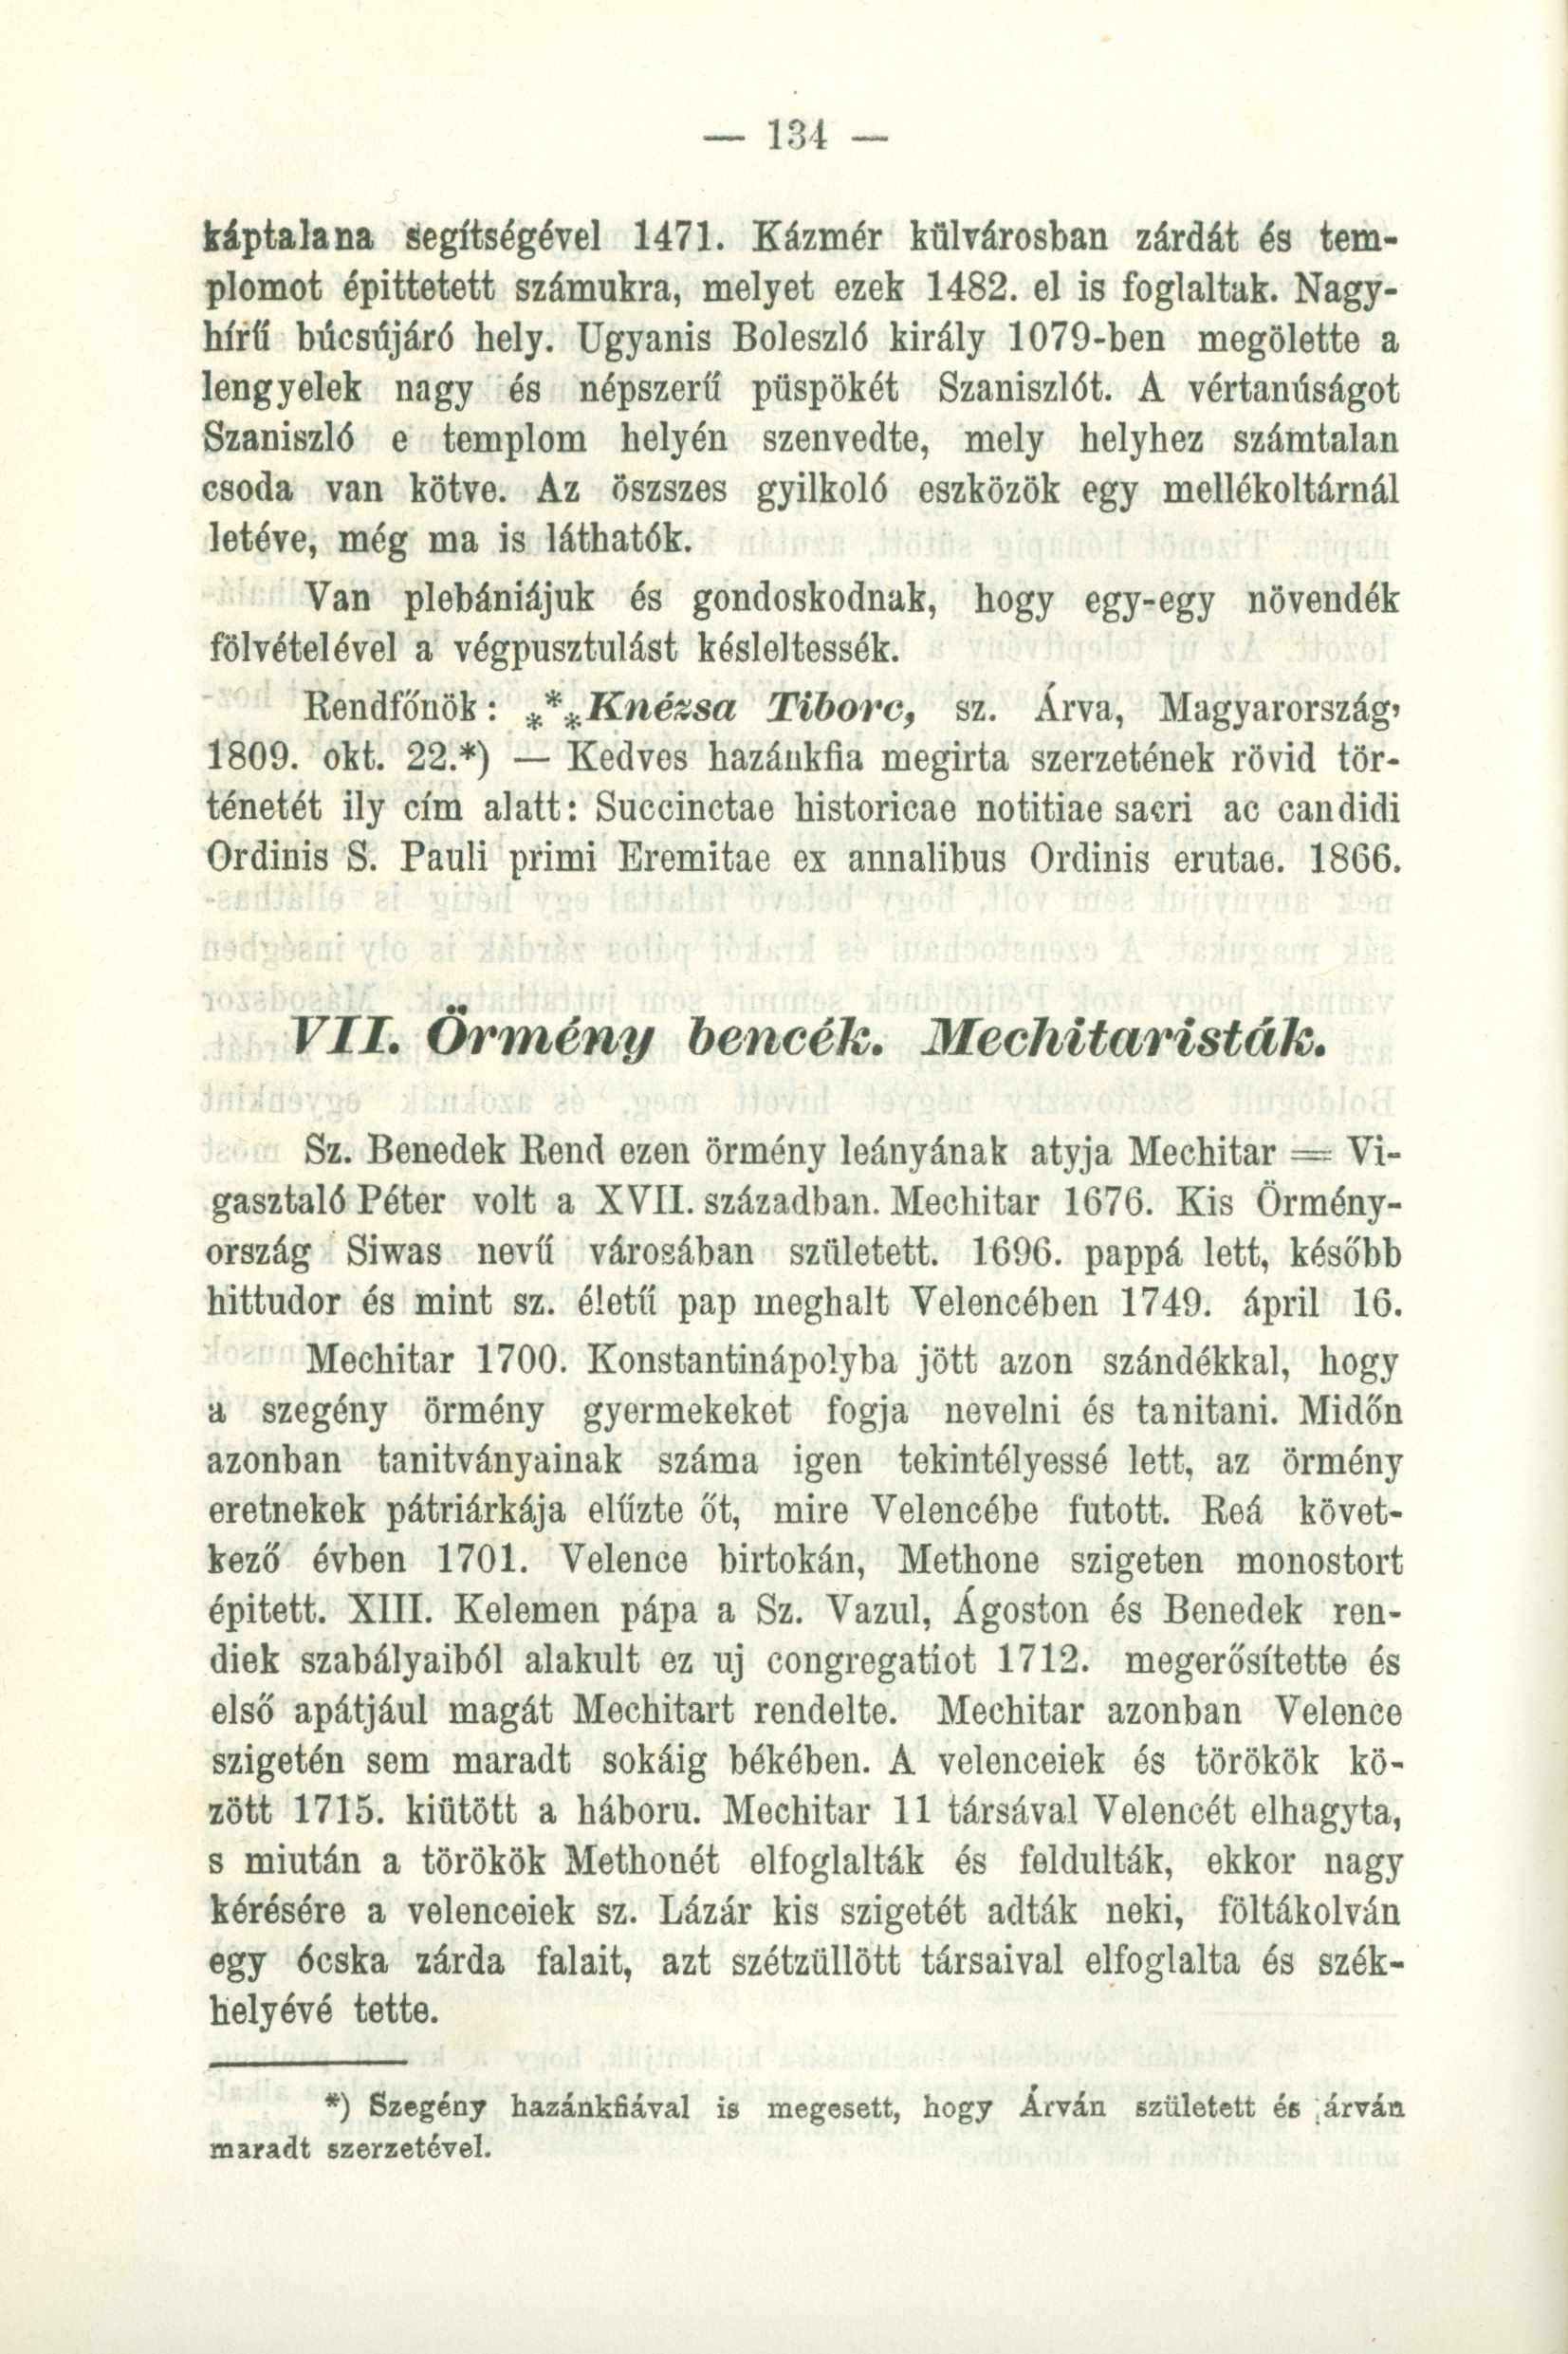 — 134 —
káptalana segítségével 1471. Kázmér külvárosban zárdát és tem-
plomot épittetett számukra, melyet ezek 1482. el is foglaltak. Nagy-
hírű búcsújáró hely. Ugyanis Boleszló király 1079-ben megölette a
lengyelek nagy és népszerű püspökét Szaniszlót. A vértanúságot
Szaniszló e templom helyén szenvedte, mely helyhez számtalan
csoda van kötve. Az öszszes gyilkoló eszközök egy mellékoltárnál
letéve, még ma is láthatók.
Van plebániájuk és gondoskodnak, hogy egy-egy növendék
fölvételével a végpusztulást késleltessék.
Rendfőnök: ⁎*⁎Knézsa Tiborc, sz. Árva, Magyarország,
1809. okt. 22.*) — Kedves hazánkfia megirta szerzetének rövid tör-
ténetét ily cím alatt: Succinctae historicae notitiae sacri ac candidi
Ordinis S. Pauli primi Eremitae ex annalibus Ordinis erutae. 1866.
VII. Örmény bencék. Mechitaristák.
Sz. Benedek Rend ezen örmény leányának atyja Mechitar = Vi-
gasztaló Péter volt a XVII. században. Mechitar 1676. Kis Örmény-
ország Siwas nevű városában született. 1696. pappá lett, később
hittudor és mint sz. életű pap meghalt Velencében 1749. ápril 16.
Mechitar 1700. Konstantinápolyba jött azon szándékkal, hogy
a szegény örmény gyermekeket fogja nevelni és tanitani. Midőn
azonban tanitványainak száma igen tekintélyessé lett, az örmény
eretnekek pátriárkája elűzte őt, mire Velencébe futott. Reá követ-
kező évben 1701. Velence birtokán, Methone szigeten monostort
épitett. XIII. Kelemen pápa a Sz. Vazul, Ágoston és Benedek ren-
diek szabályaiból alakult ez uj congregatiot 1712. megerősítette és
első apátjául magát Mechitart rendelte. Mechitar azonban Velence
szigetén sem maradt sokáig békében. A velenceiek és törökök kö-
zött 1715. kiütött a háboru. Mechitar 11 társával Velencét elhagyta,
s miután a törökök Methonét elfoglalták és feldulták, ekkor nagy
kérésére a velenceiek sz. Lázár kis szigetét adták neki, föltákolván
egy ócska zárda falait, azt szétzüllött társaival elfoglalta és szék-
helyévé tette.
*) Szegény hazánkfiával is megesett, hogy Árván született és árván
maradt szerzetével.